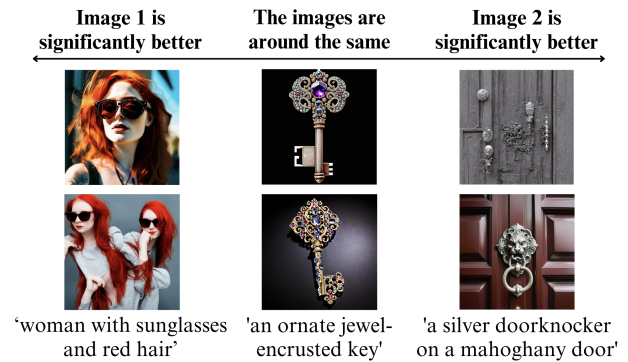 Image 1 is
significantly better
The images are
around the same
Image 2 is
significantly better
‘woman with sunglasses
and red hair’
'an ornate jewel-
encrusted key'
'a silver doorknocker
on a mahoghany door'